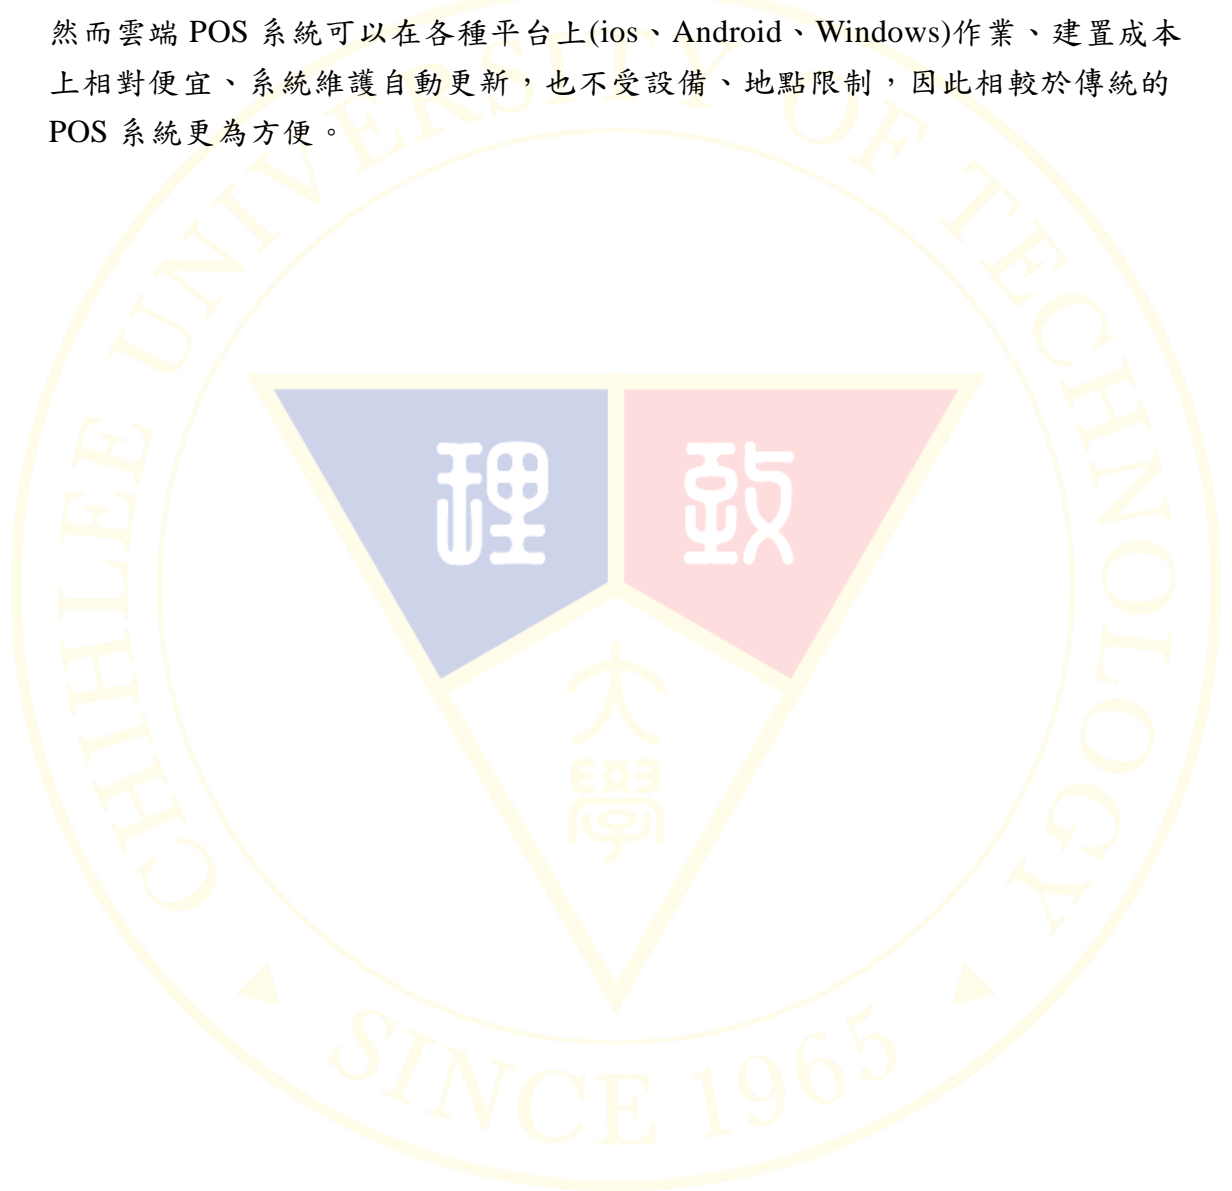 然而雲端 POS 系統可以在各種平台上(ios、Android、Windows)作業、建置成本
上相對便宜、系統維護自動更新，也不受設備、地點限制，因此相較於傳統的
POS 系統更為方便。
CHIHLEE UNIVERSITY OF TECHNOLOGY
理 致
大
學
SINCE 1965